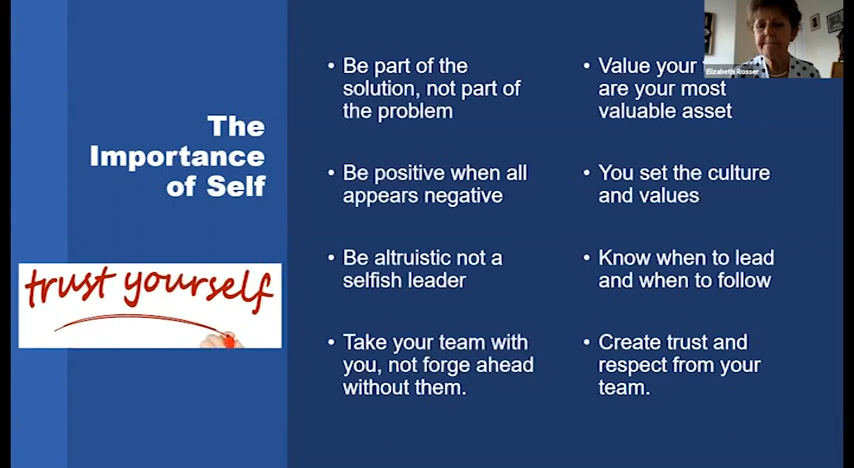 The
Importance
of Self
trust yourself
• Be part of the
solution, not part of
the problem
• Be positive when all
appears negative
• Be altruistic not a
selfish leader
• Take your team with
you, not forge ahead
without them.
• Value your
are your most
valuable asset
• You set the culture
and values
• Know when to lead
and when to follow
• Create trust and
respect from your
team.
Elizabeth Rosser